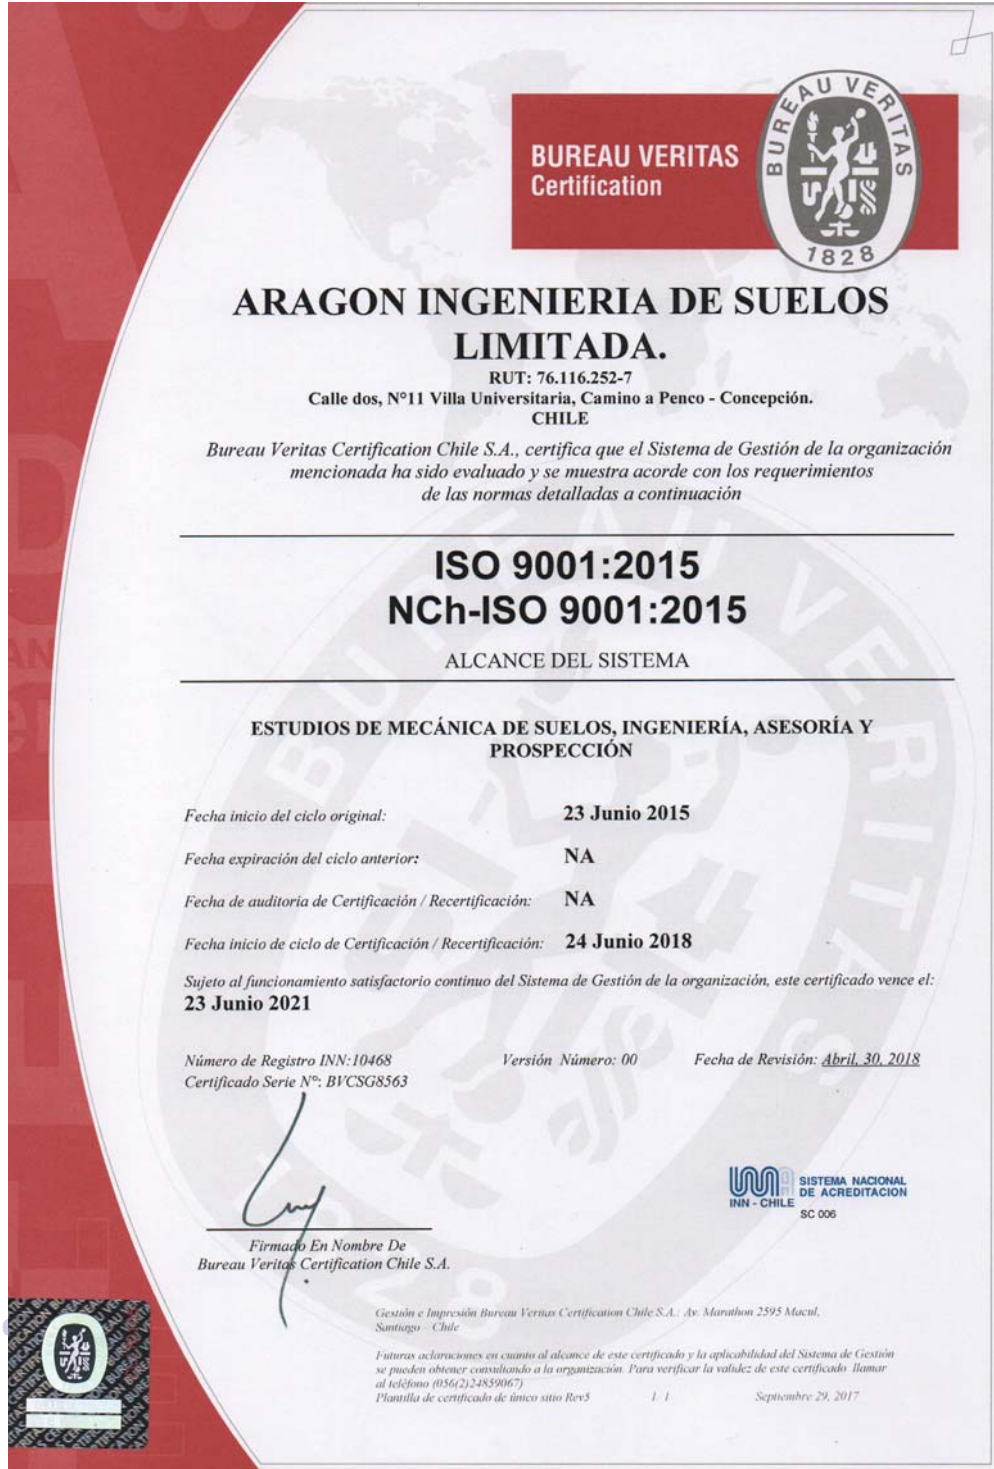 BUREAU VERITAS
Certification
BUREAU VERITAS
1828
ARAGON INGENIERIA DE SUELOS
LIMITADA.
RUT: 76.116.252-7
Calle dos, N°11 Villa Universitaria, Camino a Penco - Concepción.
CHILE
Bureau Veritas Certification Chile S.A., certifica que el Sistema de Gestión de la organización
mencionada ha sido evaluado y se muestra acorde con los requerimientos
de las normas detalladas a continuación
ISO 9001:2015
NCh-ISO 9001:2015
ALCANCE DEL SISTEMA
ESTUDIOS DE MECÁNICA DE SUELOS, INGENIERÍA, ASESORÍA Y
PROSPECCIÓN
Fecha inicio del ciclo original: 23 Junio 2015
Fecha expiración del ciclo anterior: NA
Fecha de auditoria de Certificación / Recertificación: NA
Fecha inicio de ciclo de Certificación / Recertificación: 24 Junio 2018
Sujeto al funcionamiento satisfactorio continuo del Sistema de Gestión de la organización, este certificado vence el:
23 Junio 2021
Número de Registro INN:10468 Versión Número: 00 Fecha de Revisión: Abril, 30, 2018
Certificado Serie N°: BVCSG8563
INN - CHILE
SISTEMA NACIONAL
DE ACREDITACION
SC 006
Firmado En Nombre De
Bureau Veritas Certification Chile S.A.
Gestión e Impresión Bureau Veritas Certification Chile S.A.: Av. Marathon 2595 Macul,
Santiago - Chile
Futuras aclaraciones en cuanto al alcance de este certificado y la aplicabilidad del Sistema de Gestión
se pueden obtener consultando a la organización. Para verificar la validez de este certificado llamar
al teléfono (056(2)24859067)
Plantilla de certificado de único sitio Rev5 1/1 Septiembre 29, 2017